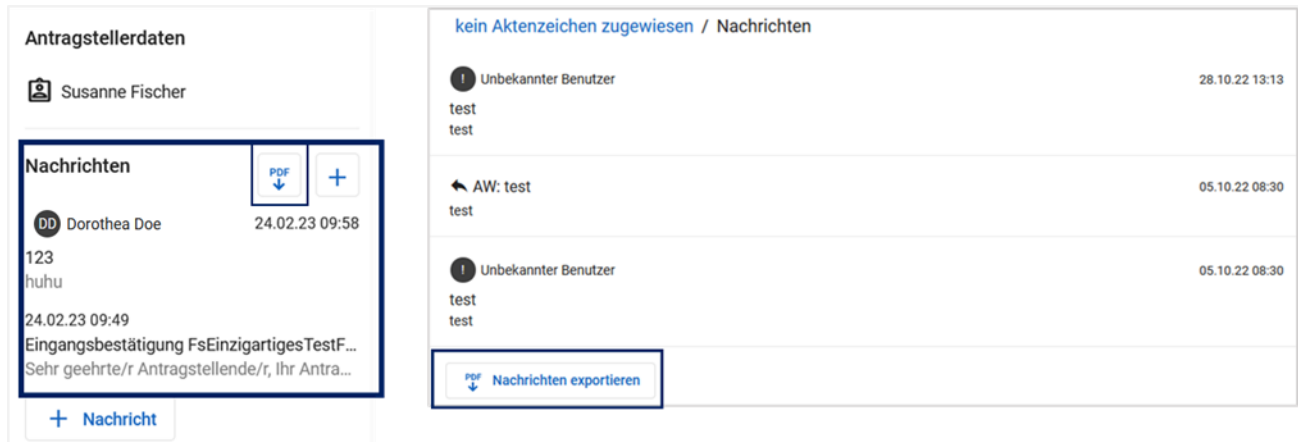 Antragstellerdaten
Susanne Fischer
Nachrichten
PDF
DD Dorothea Doe 24.02.23 09:58
123
huhu
24.02.23 09:49
Eingangsbestätigung FsEinzigartigesTestF...
Sehr geehrte/r Antragstellende/r, Ihr Antra...
+ Nachricht
kein Aktenzeichen zugewiesen / Nachrichten
! Unbekannter Benutzer 28.10.22 13:13
test
test
AW: test 05.10.22 08:30
test
! Unbekannter Benutzer 05.10.22 08:30
test
test
PDF Nachrichten exportieren